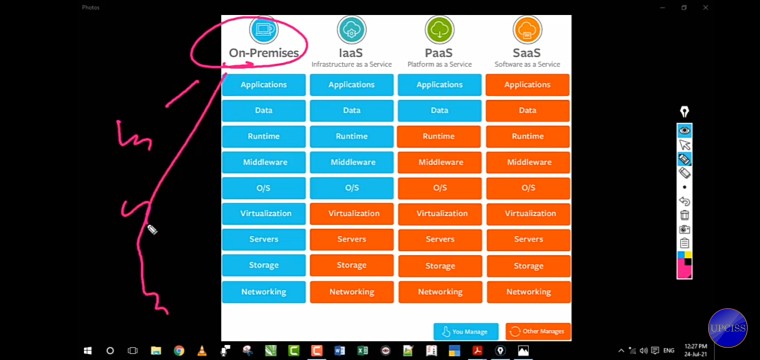 Photos
On-Premises IaaS PaaS SaaS
Infrastructure as a Service Platform as a Service Software as a Service
Applications Applications Applications Applications
Data Data Data Data
Runtime Runtime Runtime Runtime
Middleware Middleware Middleware Middleware
O/S O/S O/S O/S
Virtualization Virtualization Virtualization Virtualization
Servers Servers Servers Servers
Storage Storage Storage Storage
Networking Networking Networking Networking
You Manage Other Manages
UPCISS
ENG
12:27 PM
24-Jul-21